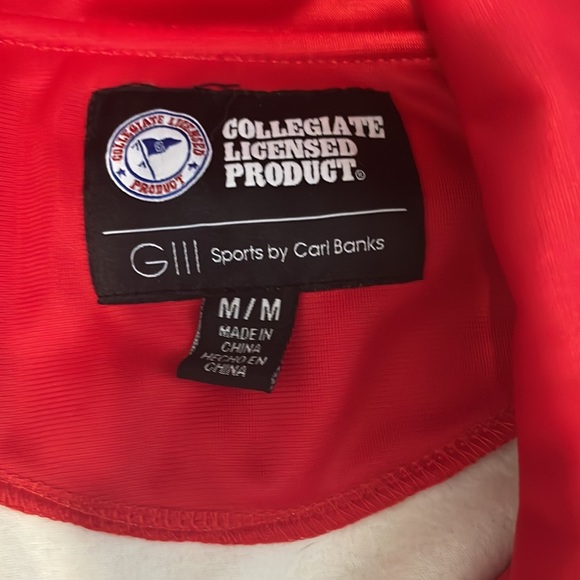 COLLEGIATE LICENSED
PRODUCT
COLLEGIATE
LICENSED
PRODUCT®
GIII Sports by Carl Banks
M/M
MADE IN
CHINA
HECHO EN
CHINA